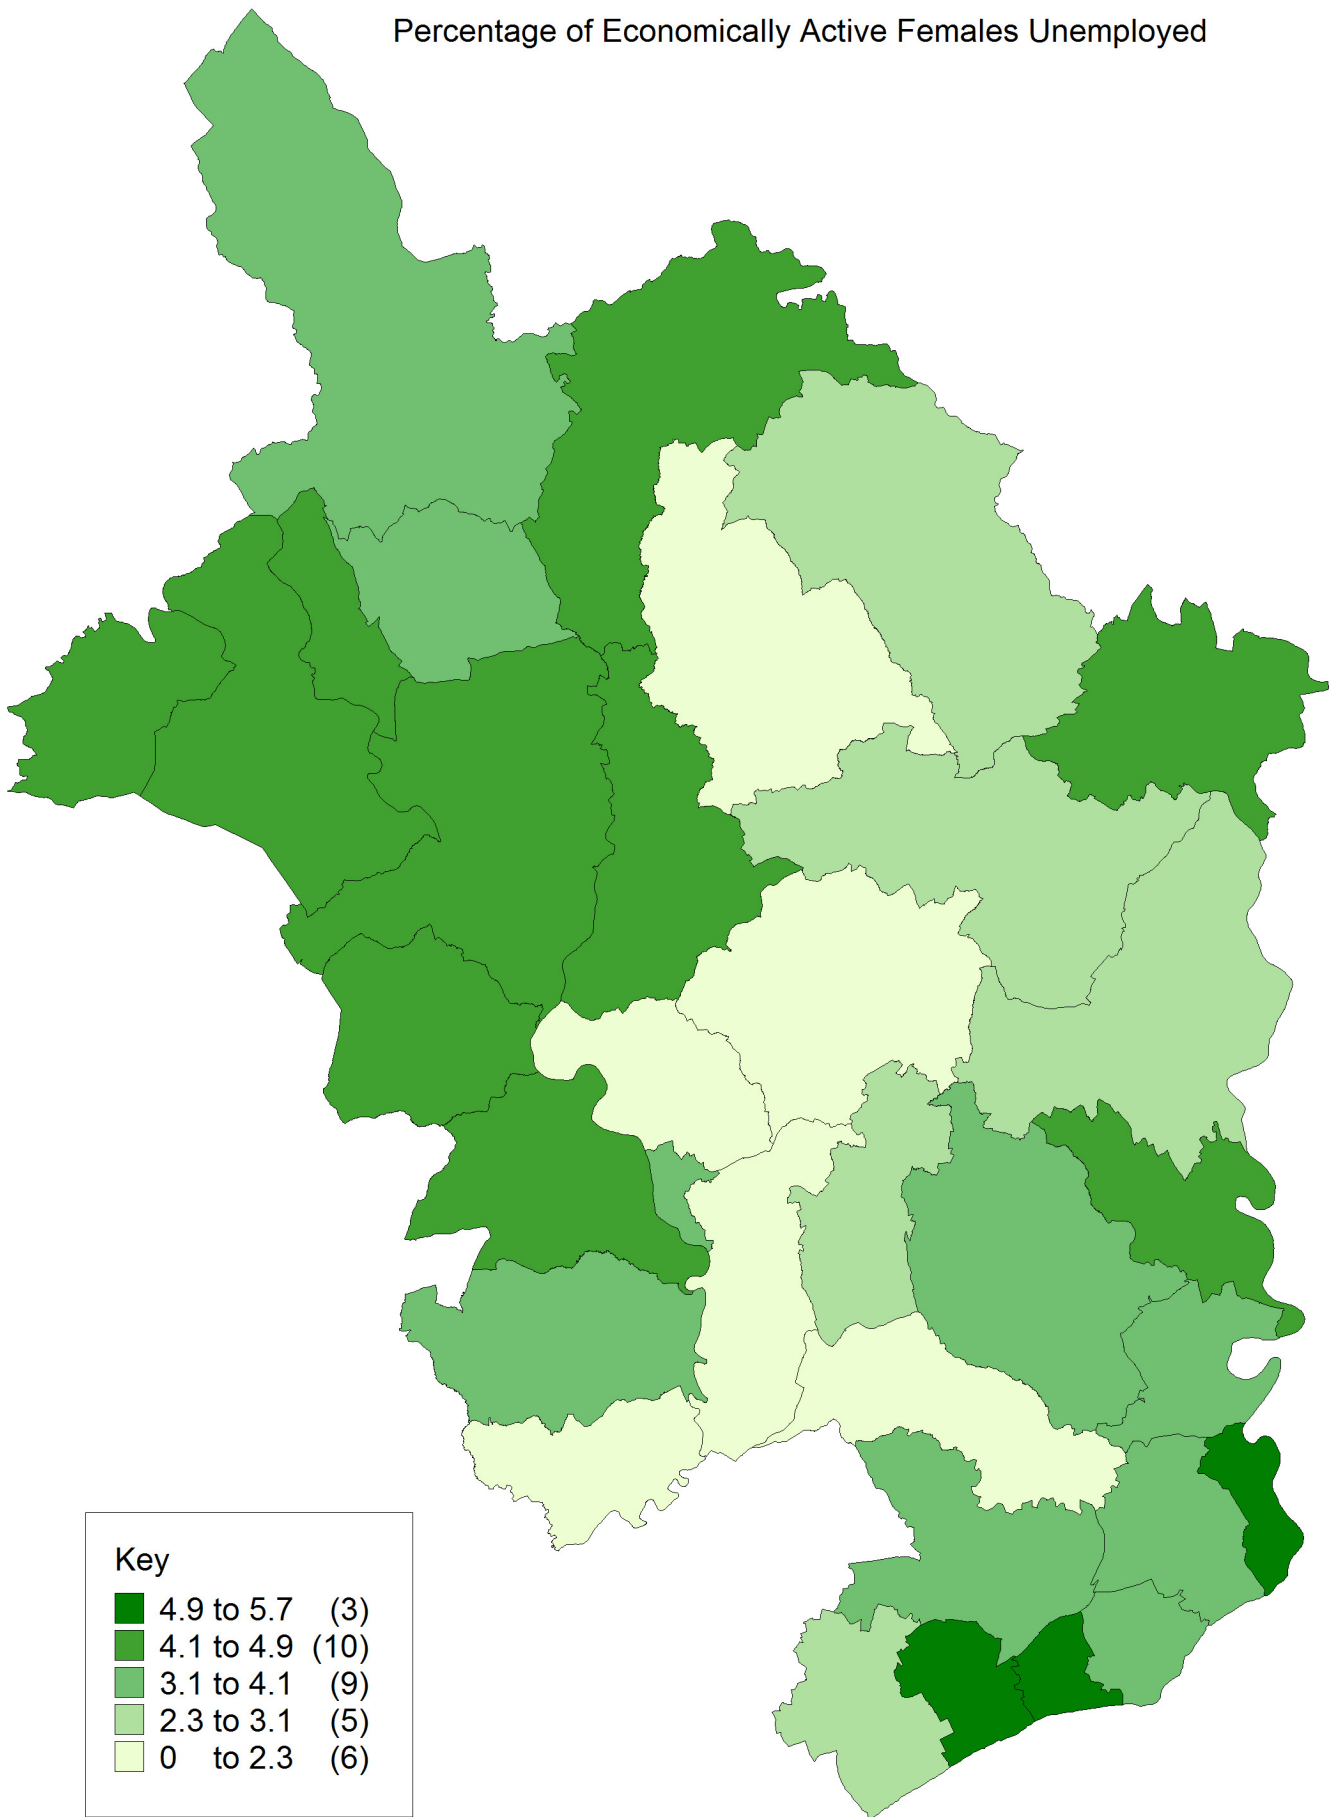 Percentage of Economically Active Females Unemployed
Key
4.9 to 5.7 (3)
4.1 to 4.9 (10)
3.1 to 4.1 (9)
2.3 to 3.1 (5)
0 to 2.3 (6)